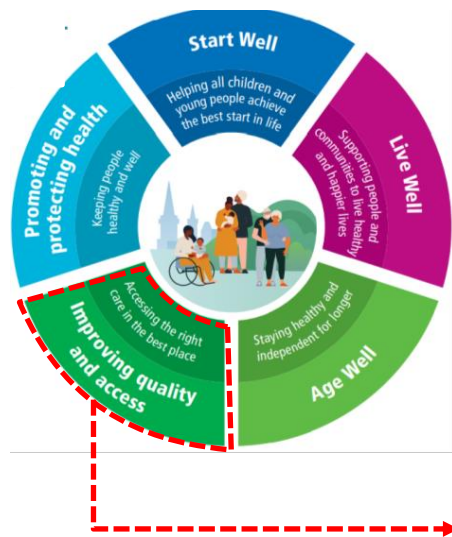 Start Well
Helping all children and
young people achieve
the best start in life
Live Well
Supporting people and
communities to live healthy
and happier lives
Age Well
Staying healthy and
independent for longer
Improving quality
and access
Accessing the right
care in the best place
Promoting and
protecting health
Keeping people
healthy and well